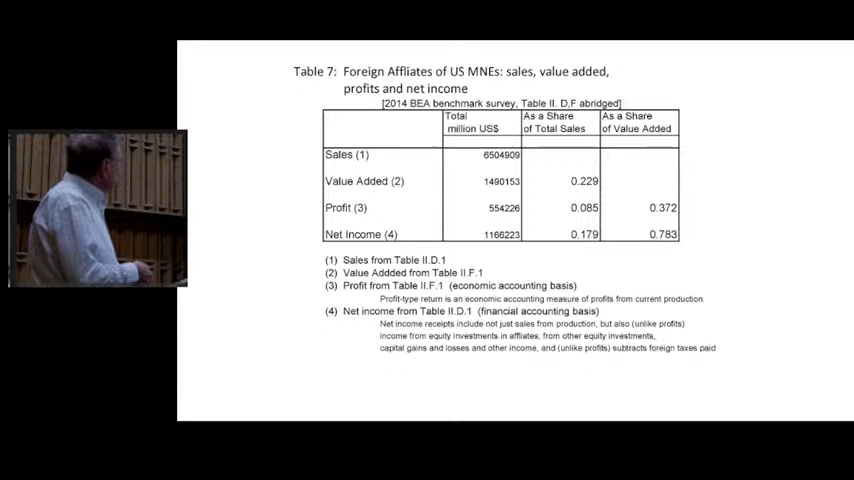 Table 7: Foreign Affliates of US MNEs: sales, value added,
profits and net income
[2014 BEA benchmark survey, Table II. D,F abridged]
Total As a Share As a Share
million US$ of Total Sales of Value Added
Sales (1) 6504909
Value Added (2) 1490153 0.229
Profit (3) 554226 0.085 0.372
Net Income (4) 1166223 0.179 0.783
(1) Sales from Table II.D.1
(2) Value Addded from Table II.F.1
(3) Profit from Table II.F.1 (economic accounting basis)
Profit-type return is an economic accounting measure of profits from current production.
(4) Net income from Table II.D.1 (financial accounting basis)
Net income receipts include not just sales from production, but also (unlike profits)
income from equity investments in affliates, from other equity investments,
capital gains and losses and other income, and (unlike profits) subtracts foreign taxes paid